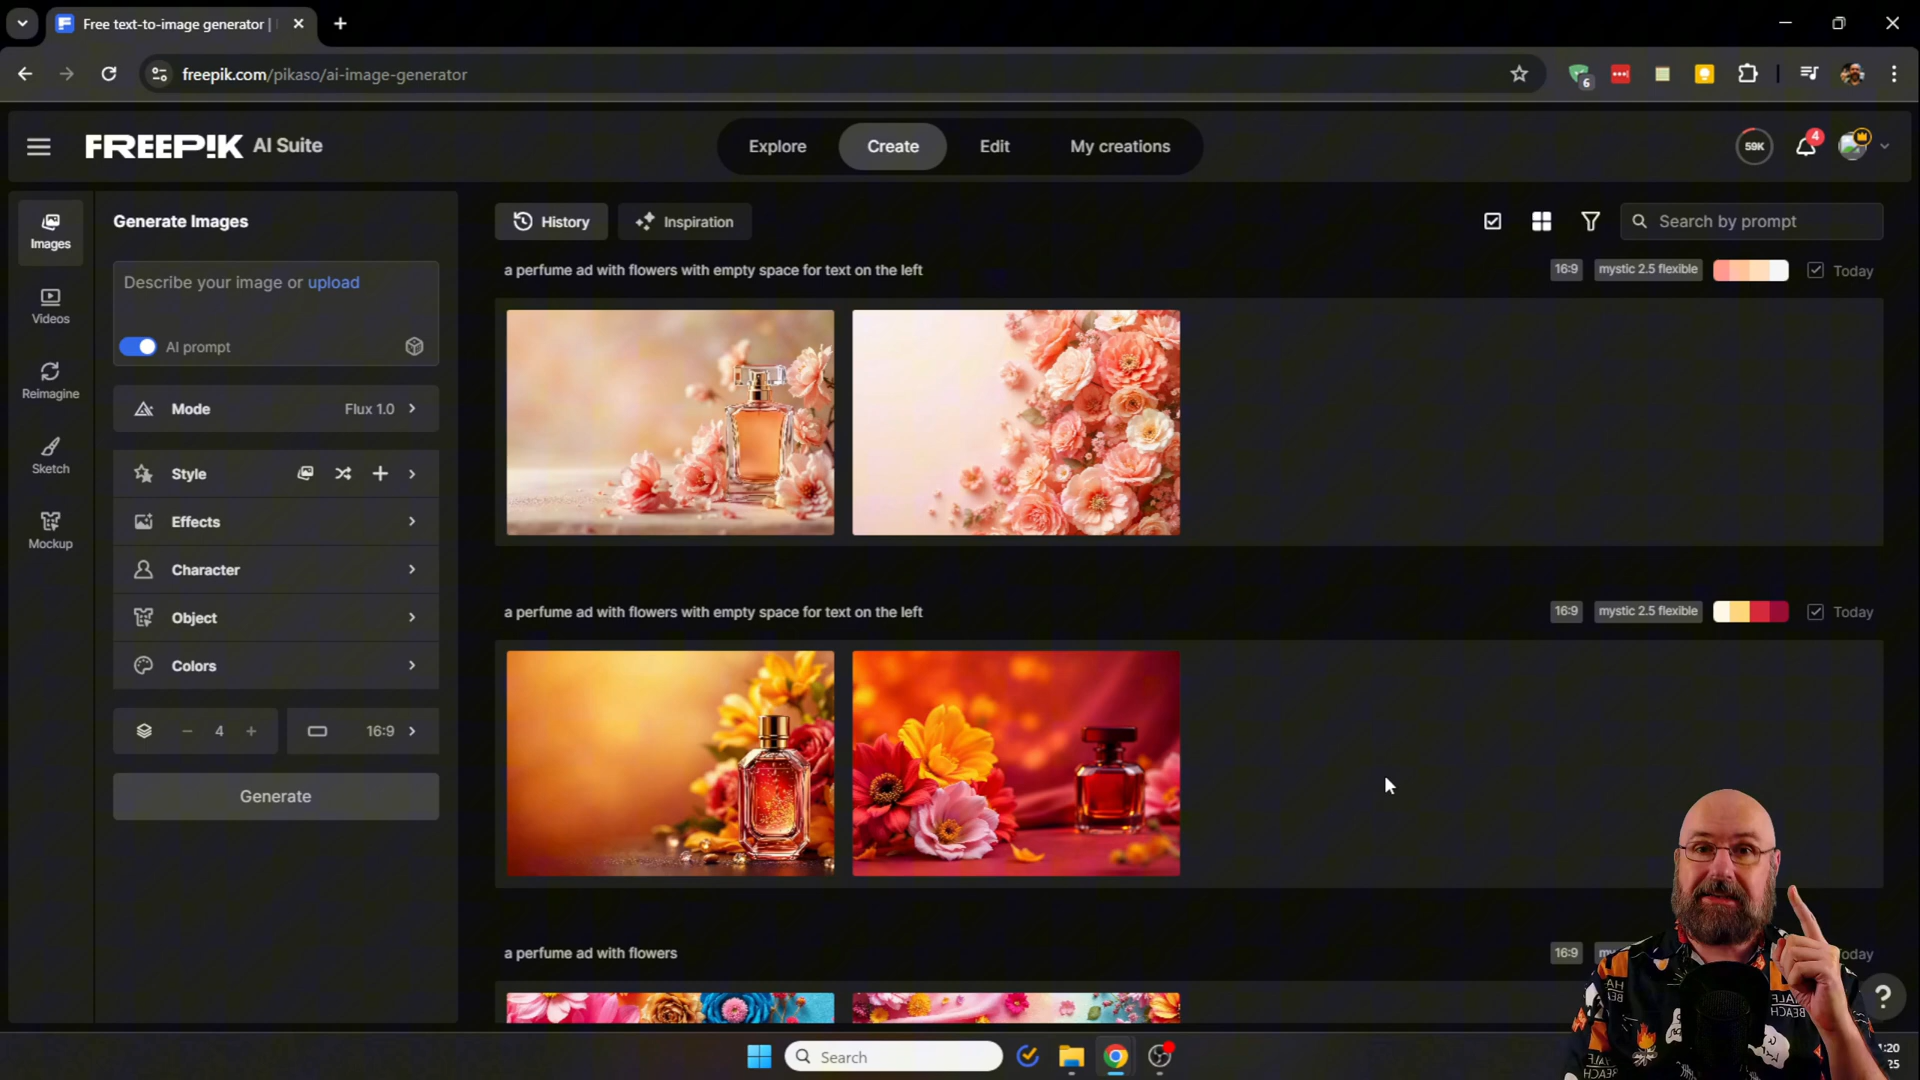 Free text-to-image generator |
freepik.com/pikaso/ai-image-generator
6
FREEP!K AI Suite
Explore
Create
Edit
My creations
59K
4
Images
Videos
Reimagine
Sketch
Mockup
Generate Images
Describe your image or upload
AI prompt
Mode
Flux 1.0
Style
Effects
Character
Object
Colors
4
16:9
Generate
History
Inspiration
Search by prompt
a perfume ad with flowers with empty space for text on the left
16:9
mystic 2.5 flexible
Today
a perfume ad with flowers with empty space for text on the left
16:9
mystic 2.5 flexible
Today
a perfume ad with flowers
16:9
?
Search
:20
25